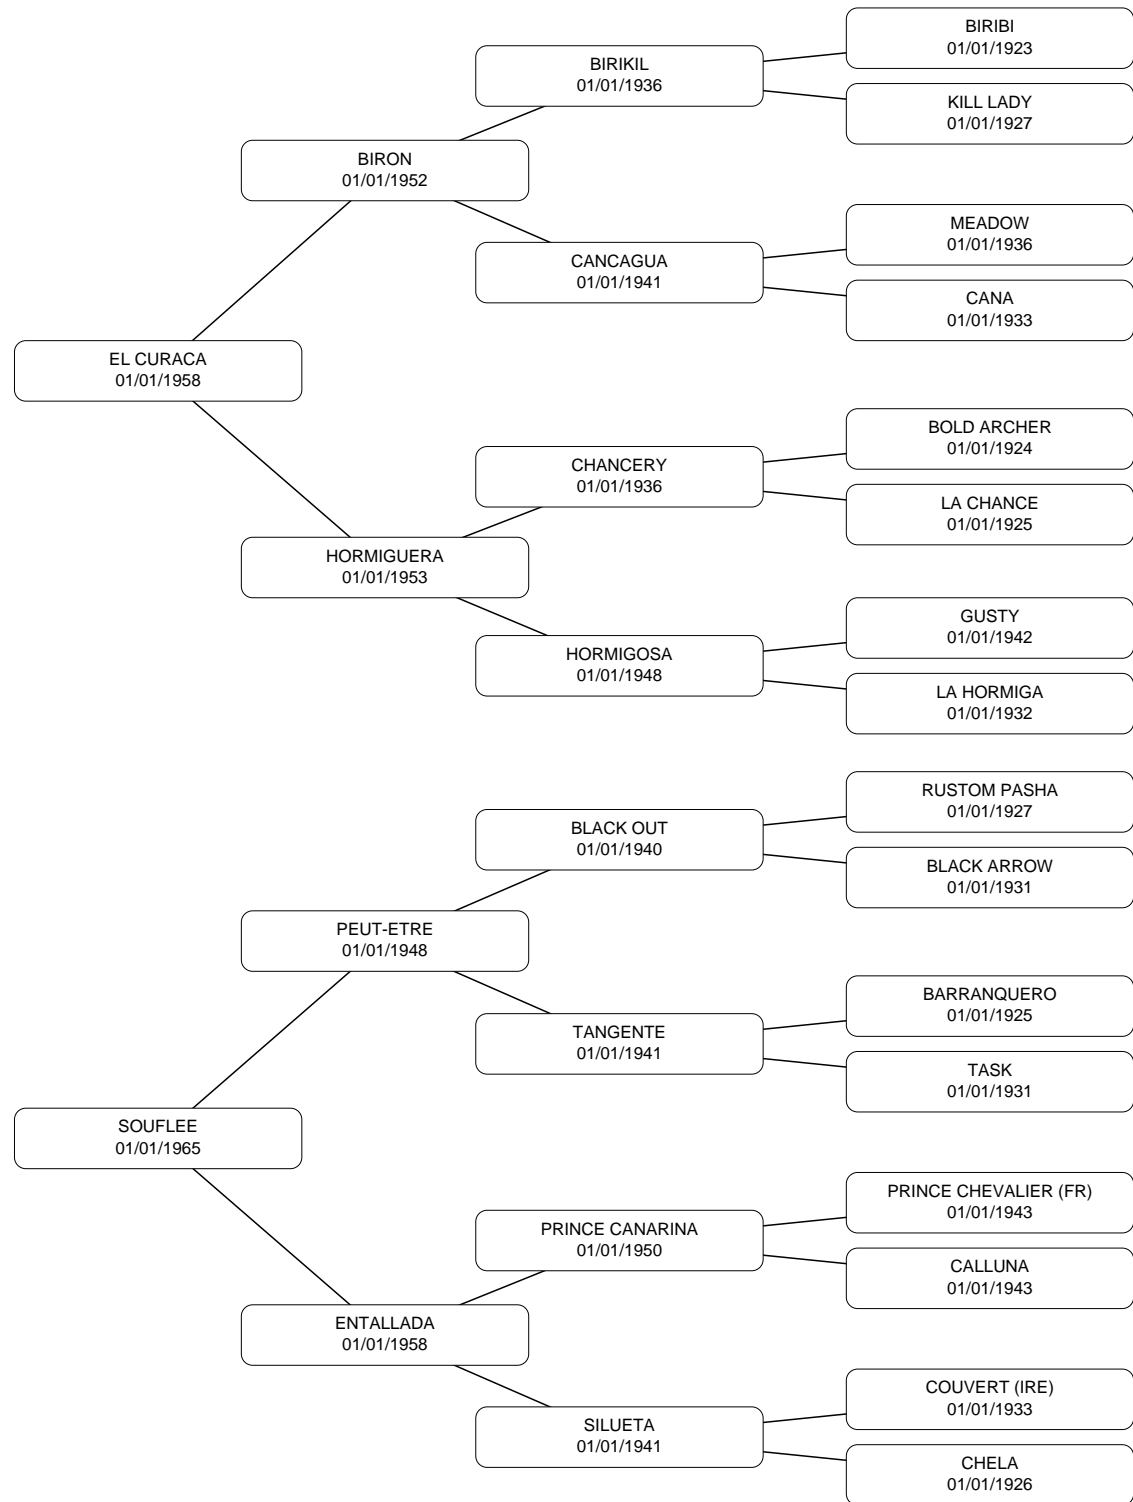 BIRIBI
01/01/1923
BIRIKIL
01/01/1936
KILL LADY
01/01/1927
BIRON
01/01/1952
MEADOW
01/01/1936
CANCAGUA
01/01/1941
CANA
01/01/1933
EL CURACA
01/01/1958
BOLD ARCHER
01/01/1924
CHANCERY
01/01/1936
LA CHANCE
01/01/1925
HORMIGUERA
01/01/1953
GUSTY
01/01/1942
HORMIGOSA
01/01/1948
LA HORMIGA
01/01/1932
RUSTOM PASHA
01/01/1927
BLACK OUT
01/01/1940
BLACK ARROW
01/01/1931
PEUT-ETRE
01/01/1948
BARRANQUERO
01/01/1925
TANGENTE
01/01/1941
TASK
01/01/1931
SOUFLEE
01/01/1965
PRINCE CHEVALIER (FR)
01/01/1943
PRINCE CANARINA
01/01/1950
CALLUNA
01/01/1943
ENTALLADA
01/01/1958
COUVERT (IRE)
01/01/1933
SILUETA
01/01/1941
CHELA
01/01/1926